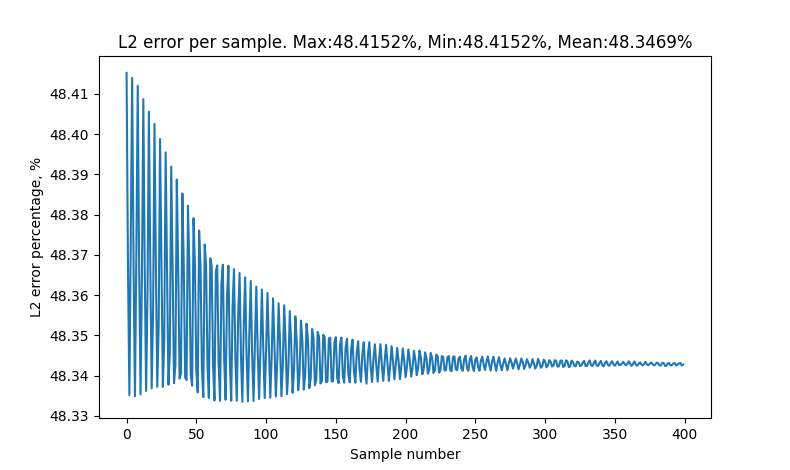 L2 error per sample. Max:48.4152%, Min:48.4152%, Mean:48.3469%
48.41
48.40
48.39
48.38
48.37
48.36
48.35
48.34
48.33
L2 error percentage, %
0 50 100 150 200 250 300 350 400
Sample number